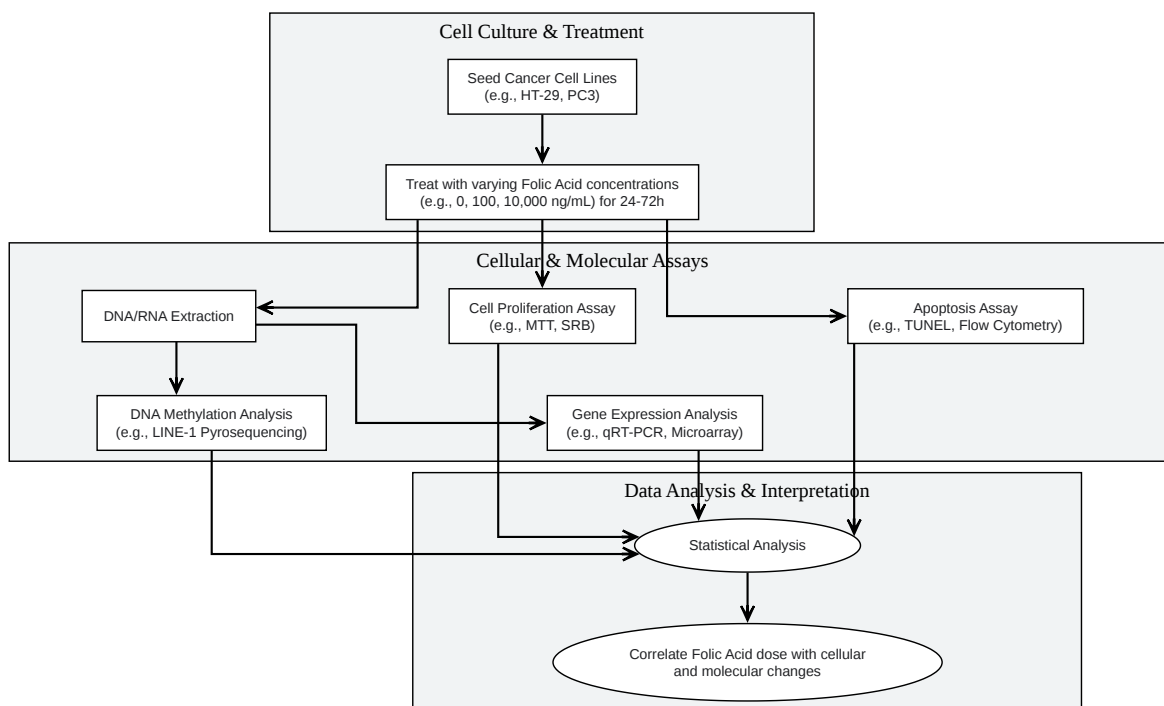 Cell Culture & Treatment
Seed Cancer Cell Lines
(e.g., HT-29, PC3)
Treat with varying Folic Acid concentrations
(e.g., 0, 100, 10,000 ng/mL) for 24-72h
Cellular & Molecular Assays
DNA/RNA Extraction
Cell Proliferation Assay
(e.g., MTT, SRB)
Apoptosis Assay
(e.g., TUNEL, Flow Cytometry)
DNA Methylation Analysis
(e.g., LINE-1 Pyrosequencing)
Gene Expression Analysis
(e.g., qRT-PCR, Microarray)
Data Analysis & Interpretation
Statistical Analysis
Correlate Folic Acid dose with cellular
and molecular changes